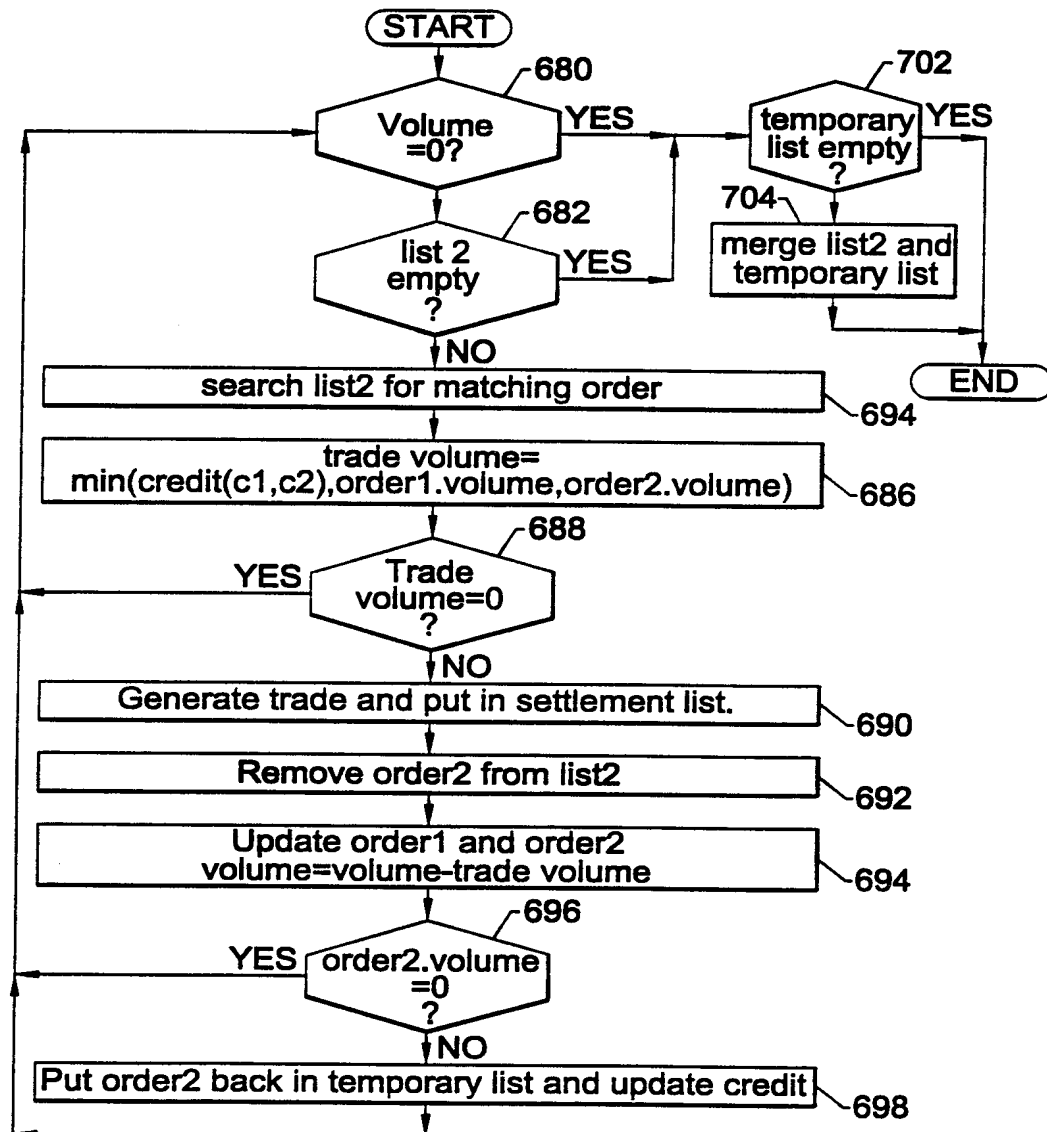 START
680
Volume
=0?
YES
702
temporary
list empty
?
YES
682
list 2
empty
?
YES
704
merge list2 and
temporary list
NO
END
search list2 for matching order
694
trade volume=
min(credit(c1,c2),order1.volume,order2.volume)
686
688
Trade
volume=0
?
YES
NO
Generate trade and put in settlement list.
690
Remove order2 from list2
692
Update order1 and order2
volume=volume-trade volume
694
696
order2.volume
=0
?
YES
NO
Put order2 back in temporary list and update credit
698